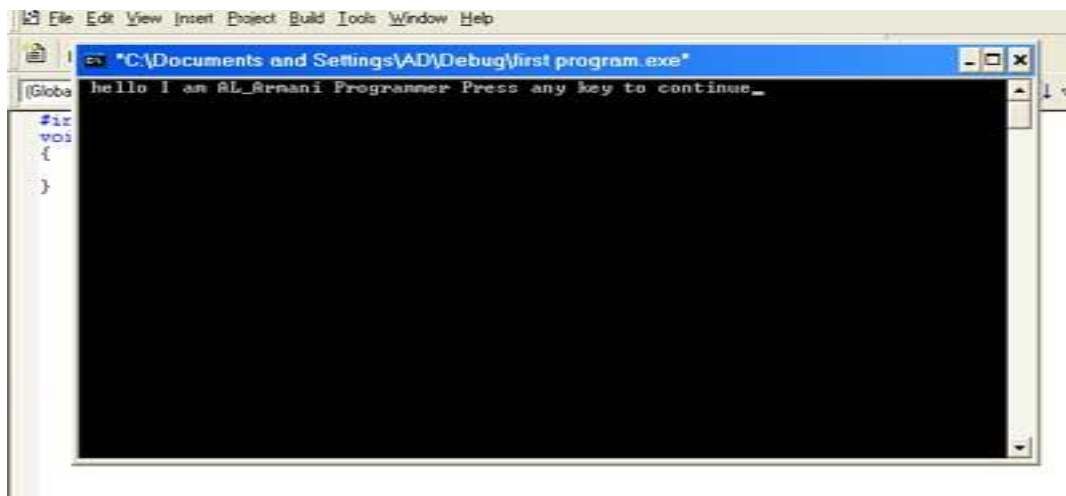 File Edit View Insert Project Build Tools Window Help
"C:\Documents and Settings\AD\Debug\first program.exe"
(Globa
hello I am AL_Armani Programmer Press any key to continue_
{
}